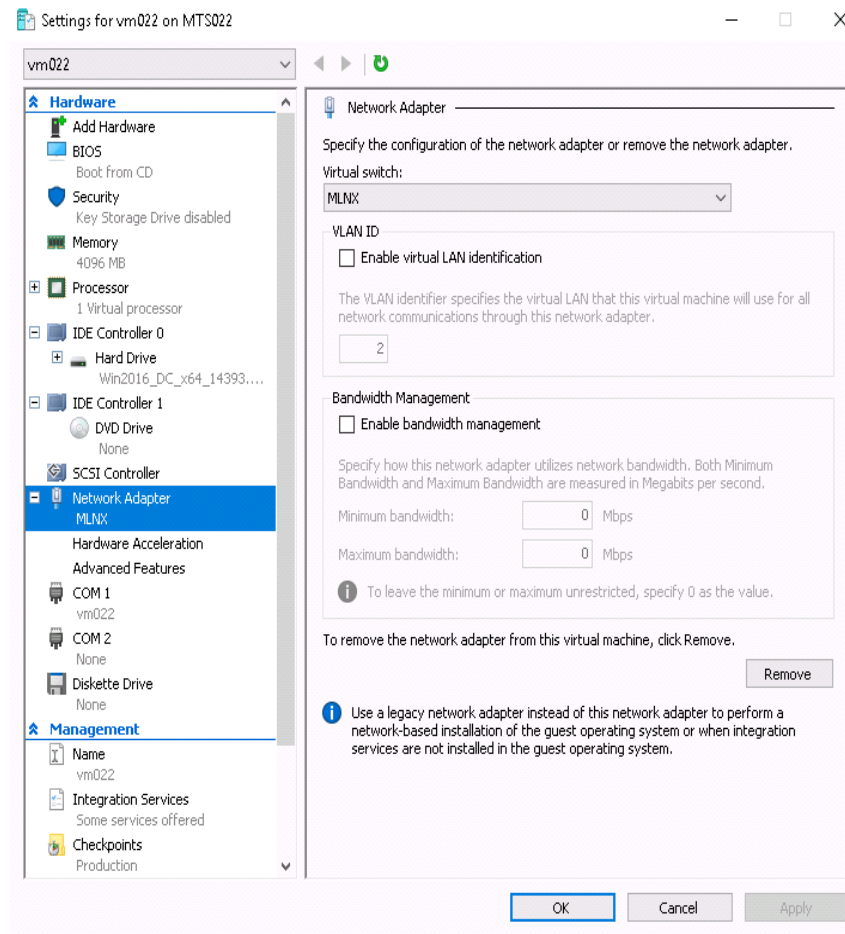 Settings for vm022 on MTS022
vm022
Hardware
Add Hardware
BIOS
Boot from CD
Security
Key Storage Drive disabled
Memory
4096 MB
Processor
1 Virtual processor
IDE Controller 0
Hard Drive
Win2016_DC_x64_14393....
IDE Controller 1
DVD Drive
None
SCSI Controller
Network Adapter
MLNX
Hardware Acceleration
Advanced Features
COM 1
vm022
COM 2
None
Diskette Drive
None
Management
Name
vm022
Integration Services
Some services offered
Checkpoints
Production
Network Adapter
Specify the configuration of the network adapter or remove the network adapter.
Virtual switch:
MLNX
VLAN ID
Enable virtual LAN identification
The VLAN identifier specifies the virtual LAN that this virtual machine will use for all
network communications through this network adapter.
2
Bandwidth Management
Enable bandwidth management
Specify how this network adapter utilizes network bandwidth. Both Minimum
Bandwidth and Maximum Bandwidth are measured in Megabits per second.
Minimum bandwidth: 0 Mbps
Maximum bandwidth: 0 Mbps
To leave the minimum or maximum unrestricted, specify 0 as the value.
To remove the network adapter from this virtual machine, click Remove.
Remove
Use a legacy network adapter instead of this network adapter to perform a
network-based installation of the guest operating system or when integration
services are not installed in the guest operating system.
OK Cancel Apply